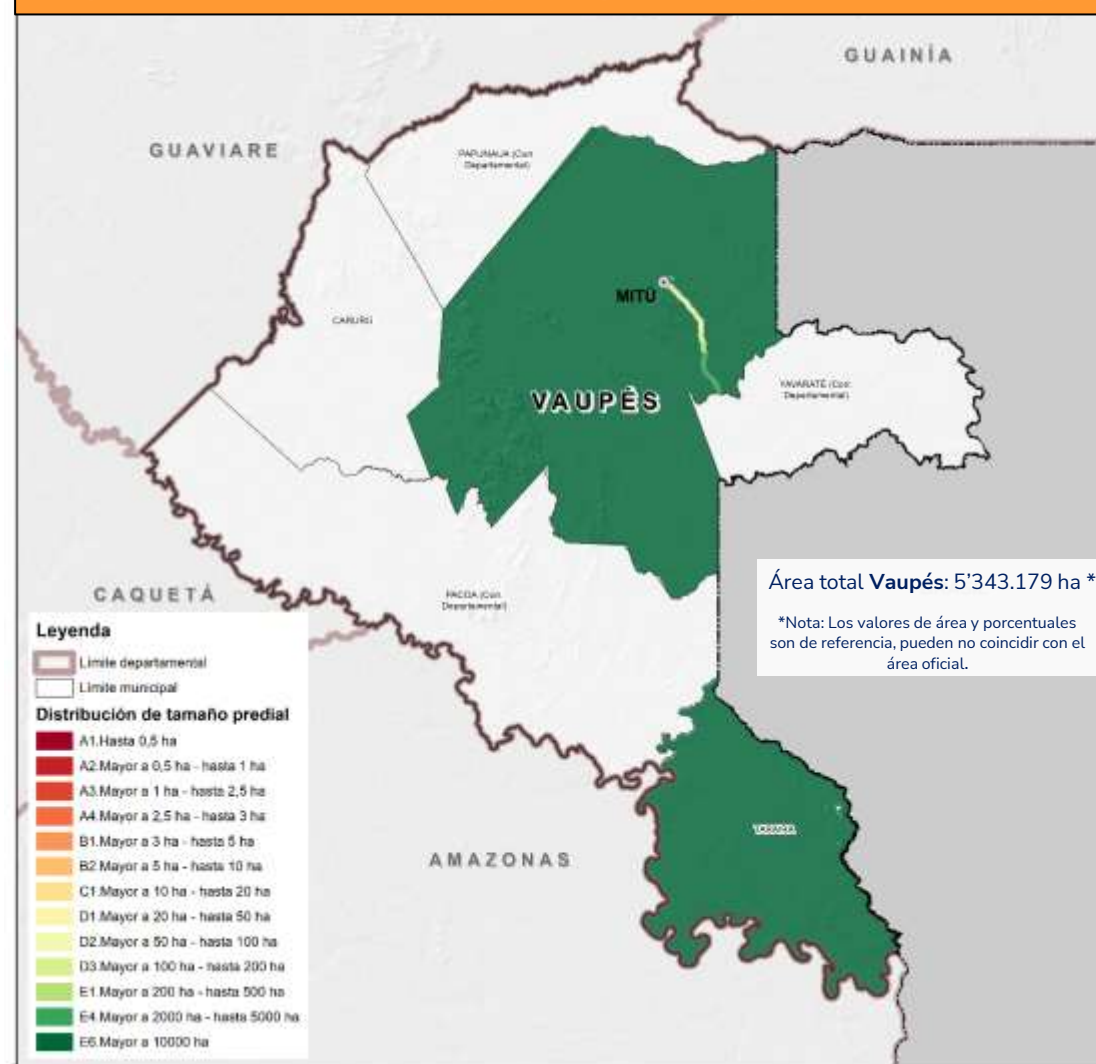 GUAINÍA
GUAVIARE
PAPUNAUA (Cor.
Departamental)
MITÚ
CARURÚ
YAVARATÉ (Cor.
Departamental)
VAUPÉS
Área total Vaupés: 5'343.179 ha *
*Nota: Los valores de área y porcentuales
son de referencia, pueden no coincidir con el
área oficial.
CAQUETÁ
PACOA (Cor.
Departamental)
TARAIRA
AMAZONAS
Leyenda
Límite departamental
Límite municipal
Distribución de tamaño predial
A1.Hasta 0,5 ha
A2.Mayor a 0,5 ha - hasta 1 ha
A3.Mayor a 1 ha - hasta 2,5 ha
A4.Mayor a 2,5 ha - hasta 3 ha
B1.Mayor a 3 ha - hasta 5 ha
B2.Mayor a 5 ha - hasta 10 ha
C1.Mayor a 10 ha - hasta 20 ha
D1.Mayor a 20 ha - hasta 50 ha
D2.Mayor a 50 ha - hasta 100 ha
D3.Mayor a 100 ha - hasta 200 ha
E1.Mayor a 200 ha - hasta 500 ha
E4.Mayor a 2000 ha - hasta 5000 ha
E6.Mayor a 10000 ha